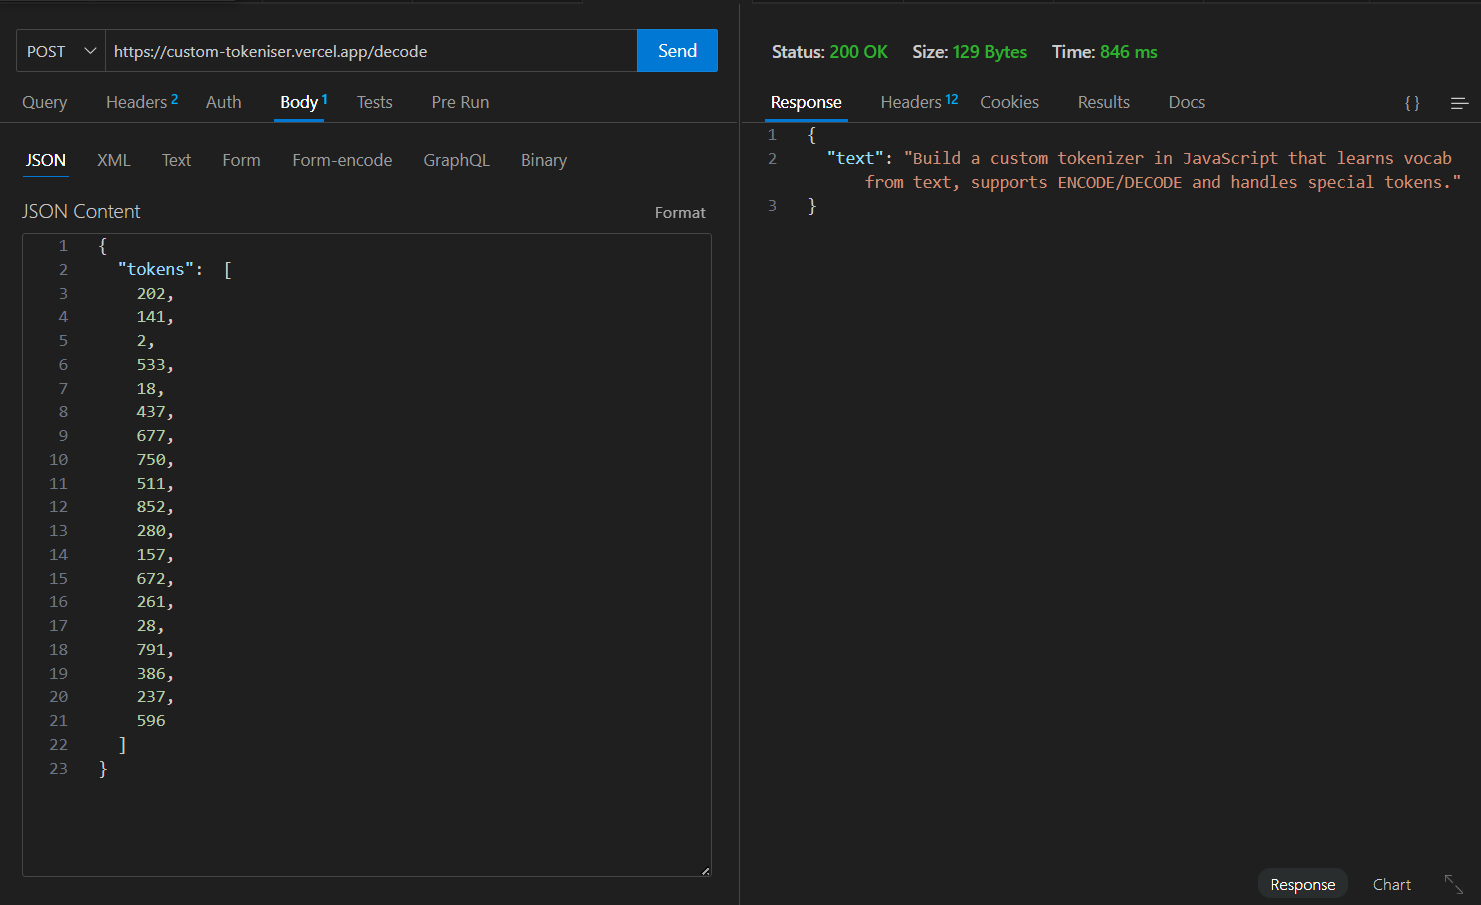 POST https://custom-tokeniser.vercel.app/decode Send
Query Headers 2 Auth Body 1 Tests Pre Run
JSON XML Text Form Form-encode GraphQL Binary
JSON Content Format
1 {
2 "tokens": [
3 202,
4 141,
5 2,
6 533,
7 18,
8 437,
9 677,
10 750,
11 511,
12 852,
13 280,
14 157,
15 672,
16 261,
17 28,
18 791,
19 386,
20 237,
21 596
22 ]
23 }
Status: 200 OK Size: 129 Bytes Time: 846 ms
Response Headers 12 Cookies Results Docs { }
1 {
2 "text": "Build a custom tokenizer in JavaScript that learns vocab
from text, supports ENCODE/DECODE and handles special tokens."
3 }
Response Chart